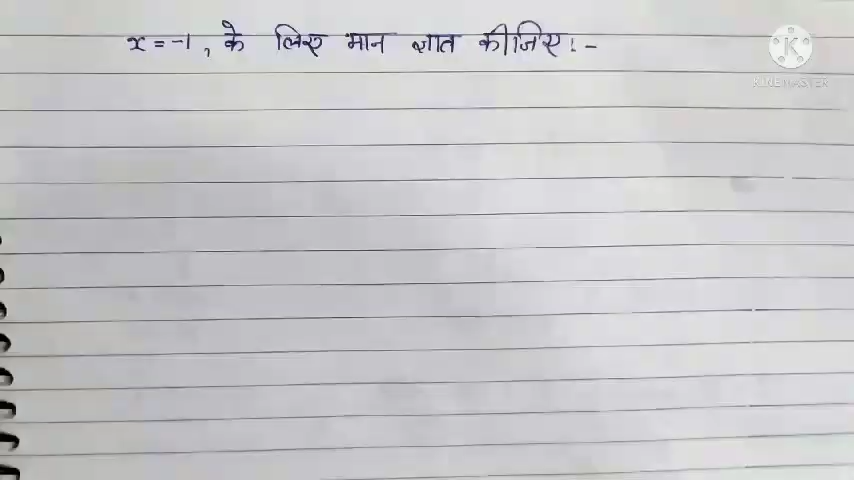 x = -1, के लिए मान ज्ञात कीजिए। -
K
KINEMASTER